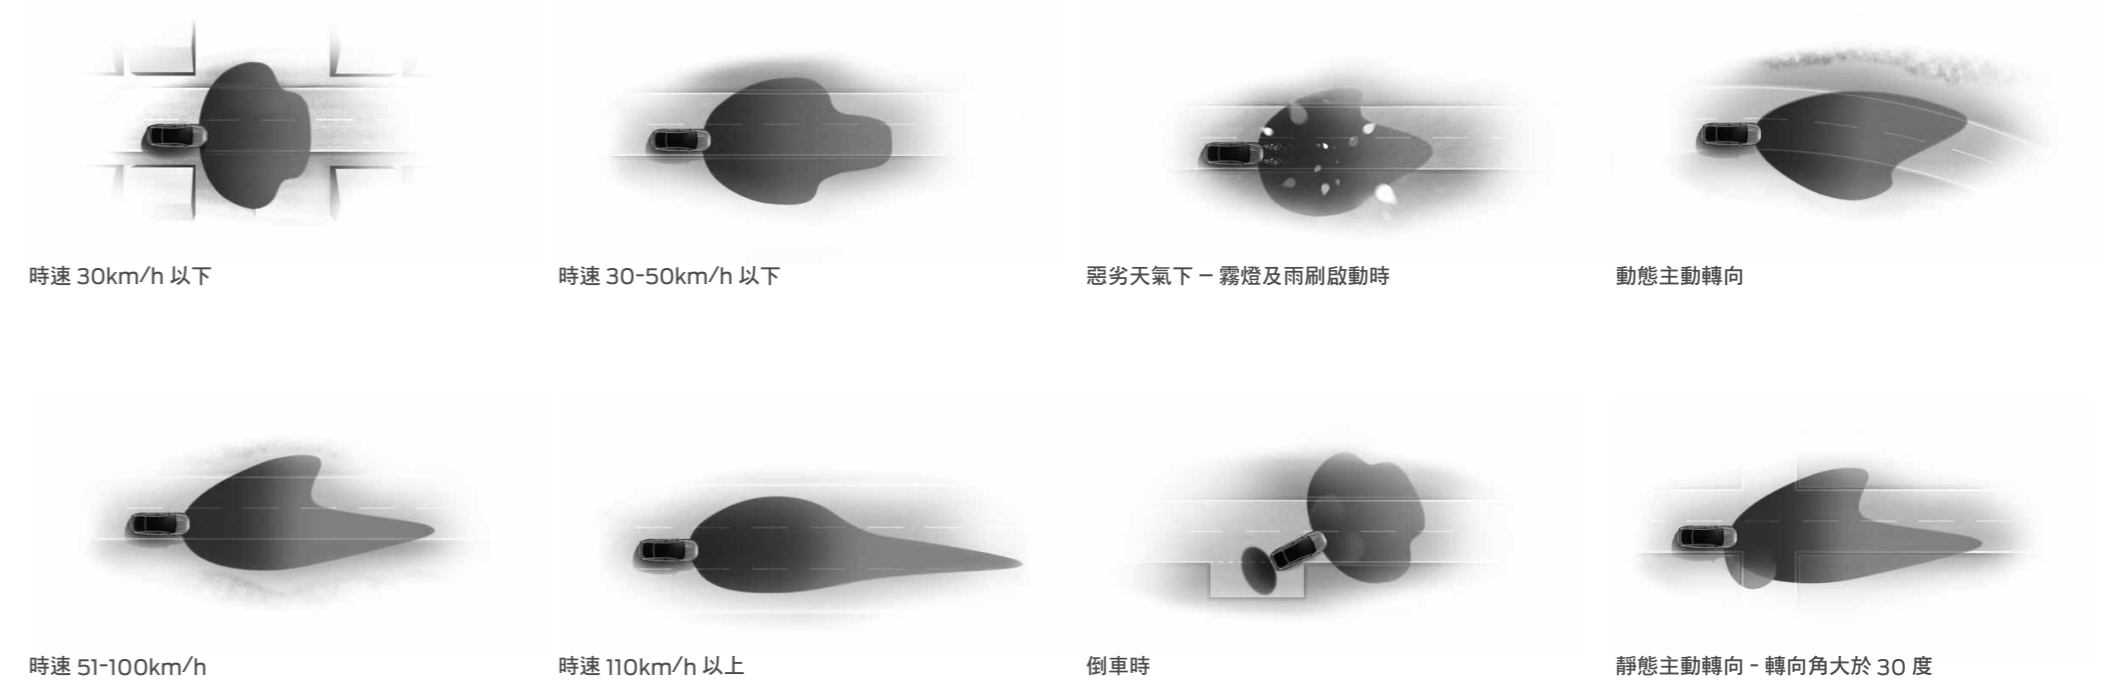 時速 30km/h 以下
時速 30-50km/h 以下
惡劣天氣下 – 霧燈及雨刷啟動時
動態主動轉向
時速 51-100km/h
時速 110km/h 以上
倒車時
靜態主動轉向 - 轉向角大於 30 度